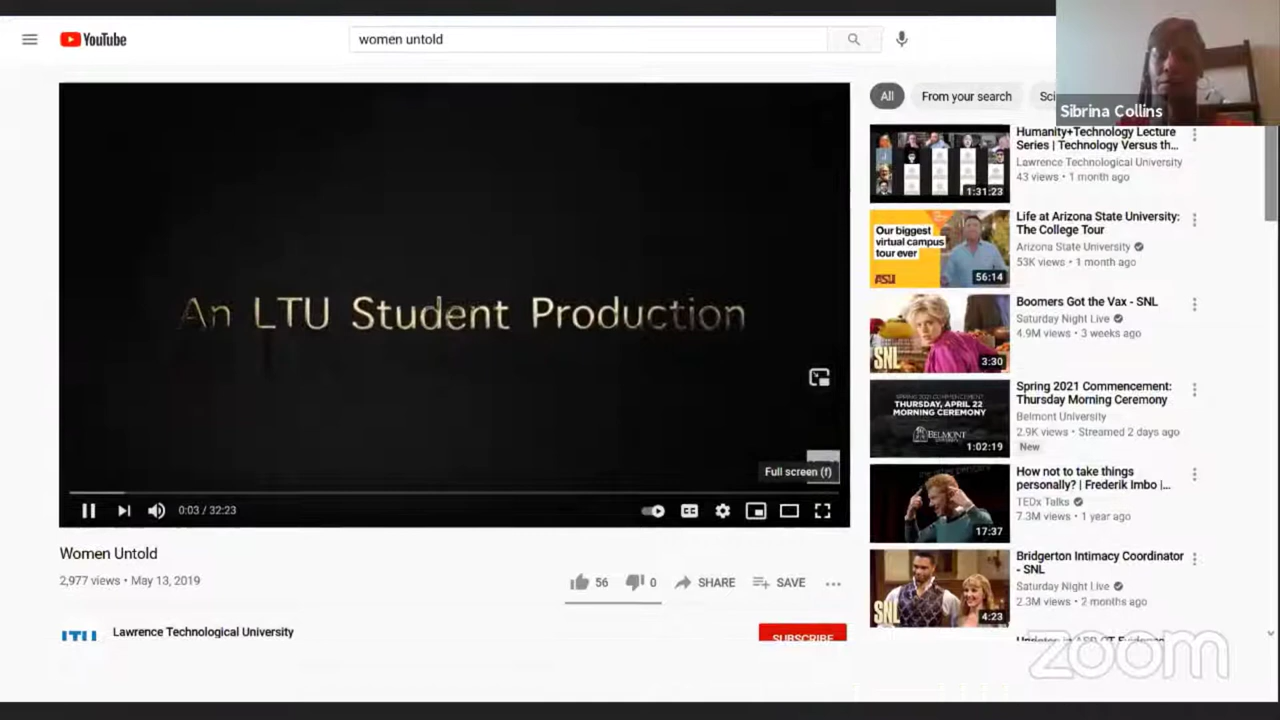 YouTube
women untold
All
From your search
Sibrina Collins
An LTU Student Production
Full screen (f)
0:03 / 32:23
Women Untold
2,977 views • May 13, 2019
56
0
SHARE
SAVE
Lawrence Technological University
SUBSCRIBE
1:31:23
Humanity+Technology Lecture
Series | Technology Versus th...
Lawrence Technological University
43 views • 1 month ago
Our biggest
virtual campus
tour ever
ASU
56:14
Life at Arizona State University:
The College Tour
Arizona State University
53K views • 1 month ago
SNL
3:30
Boomers Got the Vax - SNL
Saturday Night Live
4.9M views • 3 weeks ago
SPRING 2021 COMMENCEMENT:
THURSDAY, APRIL 22
MORNING CEREMONY
BELMONT
1:02:19
Spring 2021 Commencement:
Thursday Morning Ceremony
Belmont University
2.9K views • Streamed 2 days ago
New
17:37
How not to take things
personally? | Frederik Imbo |...
TEDx Talks
7.3M views • 1 year ago
SNL
4:23
Bridgerton Intimacy Coordinator
- SNL
Saturday Night Live
2.3M views • 2 months ago
zoom